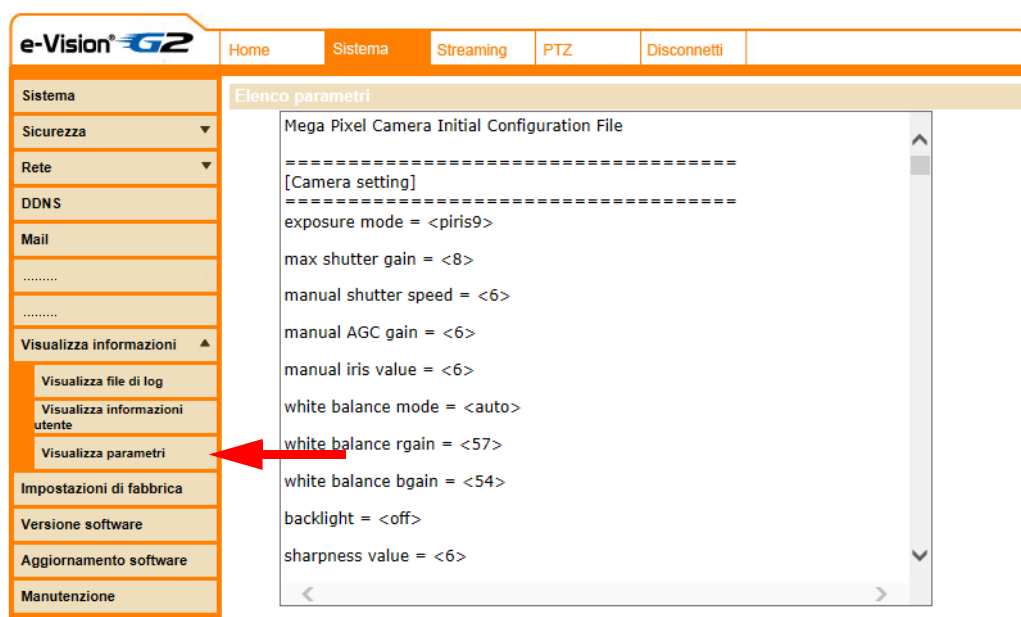 e-Vision® G2
Home Sistema Streaming PTZ Disconnetti
Sistema
Sicurezza
Rete
DDNS
Mail
.........
.........
Visualizza informazioni
Visualizza file di log
Visualizza informazioni
utente
Visualizza parametri
Impostazioni di fabbrica
Versione software
Aggiornamento software
Manutenzione
Elenco parametri
Mega Pixel Camera Initial Configuration File
====================================
[Camera setting]
====================================
exposure mode = <piris9>
max shutter gain = <8>
manual shutter speed = <6>
manual AGC gain = <6>
manual iris value = <6>
white balance mode = <auto>
white balance rgain = <57>
white balance bgain = <54>
backlight = <off>
sharpness value = <6>